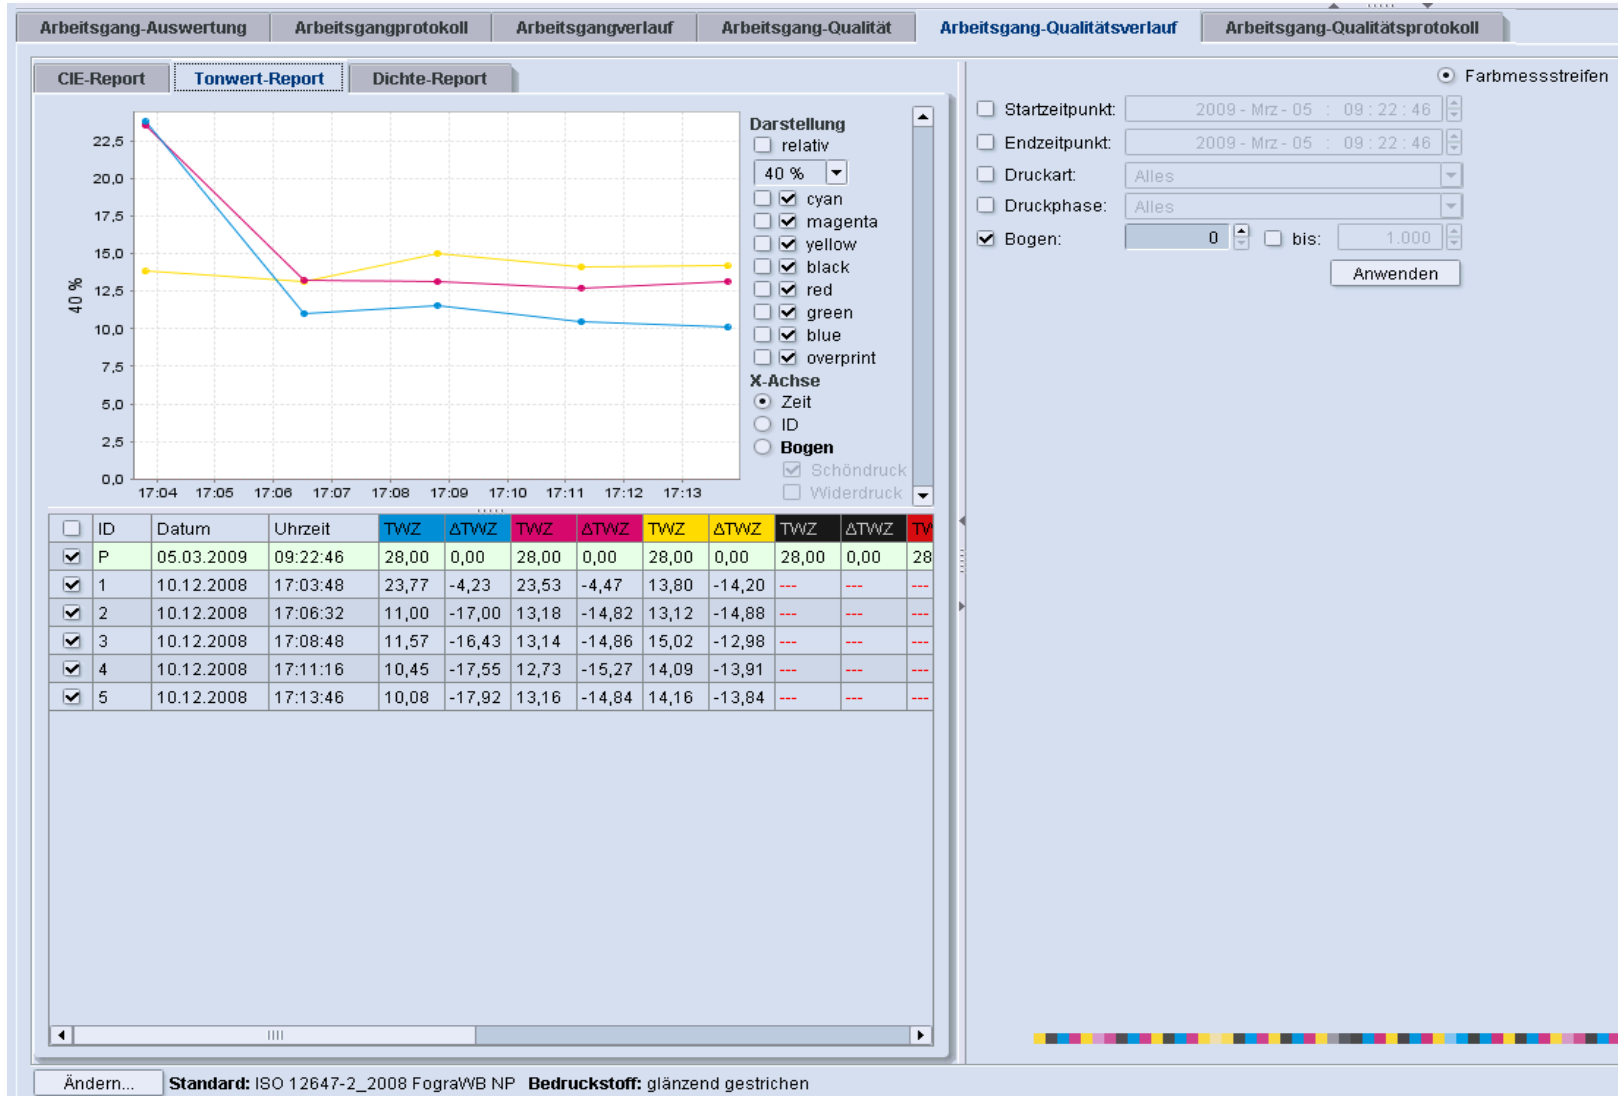 Arbeitsgang-Auswertung Arbeitsgangprotokoll Arbeitsgangverlauf Arbeitsgang-Qualität Arbeitsgang-Qualitätsverlauf Arbeitsgang-Qualitätsprotokoll
CIE-Report Tonwert-Report Dichte-Report
40 %
22,5
20,0
17,5
15,0
12,5
10,0
7,5
5,0
2,5
0,0
17:04 17:05 17:06 17:07 17:08 17:09 17:10 17:11 17:12 17:13
Darstellung
relativ
40 %
cyan
magenta
yellow
black
red
green
blue
overprint
X-Achse
Zeit
ID
Bogen
Schöndruck
Widerdruck
ID Datum Uhrzeit TWZ ΔTWZ TWZ ΔTWZ TWZ ΔTWZ TWZ ΔTWZ TW
P 05.03.2009 09:22:46 28,00 0,00 28,00 0,00 28,00 0,00 28,00 0,00 28
1 10.12.2008 17:03:48 23,77 -4,23 23,53 -4,47 13,80 -14,20 --- --- ---
2 10.12.2008 17:06:32 11,00 -17,00 13,18 -14,82 13,12 -14,88 --- --- ---
3 10.12.2008 17:08:48 11,57 -16,43 13,14 -14,86 15,02 -12,98 --- --- ---
4 10.12.2008 17:11:16 10,45 -17,55 12,73 -15,27 14,09 -13,91 --- --- ---
5 10.12.2008 17:13:46 10,08 -17,92 13,16 -14,84 14,16 -13,84 --- --- ---
Farbmessstreifen
Startzeitpunkt: 2009 - Mrz - 05 : 09 : 22 : 46
Endzeitpunkt: 2009 - Mrz - 05 : 09 : 22 : 46
Druckart: Alles
Druckphase: Alles
Bogen: 0 bis: 1.000
Anwenden
Ändern... Standard: ISO 12647-2_2008 FograWB NP Bedruckstoff: glänzend gestrichen